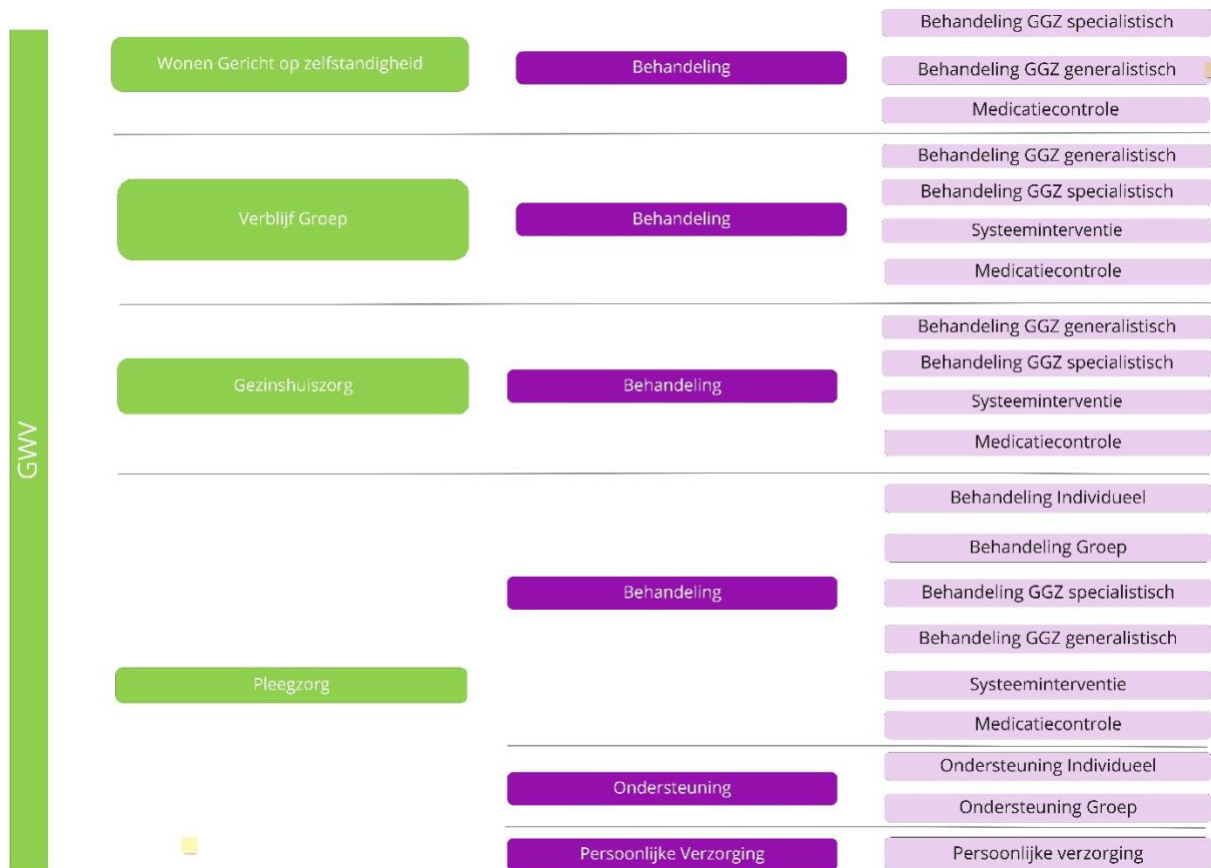 GWV
Wonen Gericht op zelfstandigheid
Behandeling
Behandeling GGZ specialistisch
Behandeling GGZ generalistisch
Medicatiecontrole
Verblijf Groep
Behandeling
Behandeling GGZ generalistisch
Behandeling GGZ specialistisch
Systeeminterventie
Medicatiecontrole
Gezinshuiszorg
Behandeling
Behandeling GGZ generalistisch
Behandeling GGZ specialistisch
Systeeminterventie
Medicatiecontrole
Pleegzorg
Behandeling
Behandeling Individueel
Behandeling Groep
Behandeling GGZ specialistisch
Behandeling GGZ generalistisch
Systeeminterventie
Medicatiecontrole
Ondersteuning
Ondersteuning Individueel
Ondersteuning Groep
Persoonlijke Verzorging
Persoonlijke verzorging